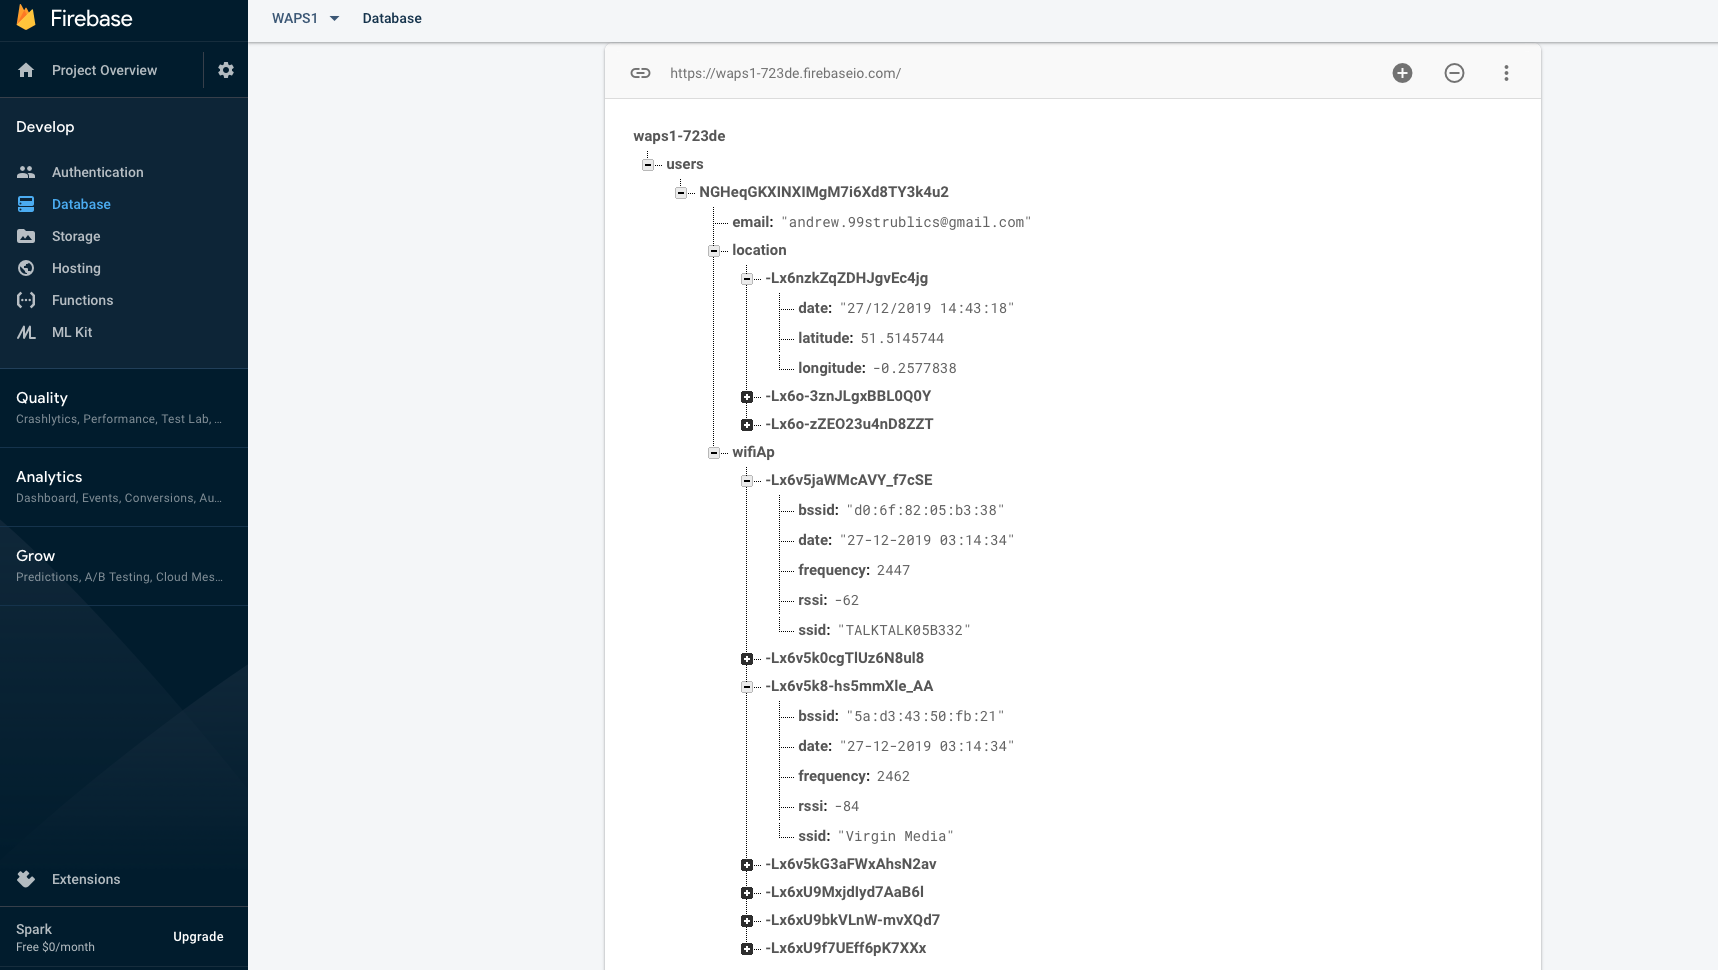 Firebase
Project Overview
Develop
Authentication
Database
Storage
Hosting
Functions
ML Kit
Quality
Crashlytics, Performance, Test Lab, ...
Analytics
Dashboard, Events, Conversions, Au...
Grow
Predictions, A/B Testing, Cloud Mes...
Extensions
Spark
Free $0/month
Upgrade
WAPS1 Database
https://waps1-723de.firebaseio.com/
waps1-723de
users
NGHeqGKXINXIMgM7i6Xd8TY3k4u2
email: "andrew.99strublics@gmail.com"
location
-Lx6nzkZqZDHJgvEc4jg
date: "27/12/2019 14:43:18"
latitude: 51.5145744
longitude: -0.2577838
-Lx6o-3znJLgxBBL0Q0Y
-Lx6o-zZEO23u4nD8ZZT
wifiAp
-Lx6v5jaWMcAVY_f7cSE
bssid: "d0:6f:82:05:b3:38"
date: "27-12-2019 03:14:34"
frequency: 2447
rssi: -62
ssid: "TALKTALK05B332"
-Lx6v5k0cgTlUz6N8ul8
-Lx6v5k8-hs5mmXle_AA
bssid: "5a:d3:43:50:fb:21"
date: "27-12-2019 03:14:34"
frequency: 2462
rssi: -84
ssid: "Virgin Media"
-Lx6v5kG3aFWxAhsN2av
-Lx6xU9MxjdIyd7AaB6l
-Lx6xU9bkVLnW-mvXQd7
-Lx6xU9f7UEff6pK7XXx